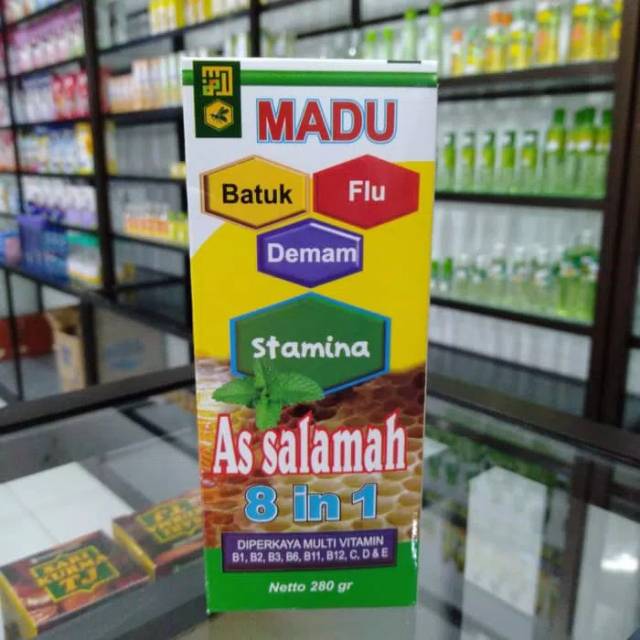 MADU
Batuk
Flu
Demam
Stamina
As salamah
8 in 1
DIPERKAYA MULTI VITAMIN
B1, B2, B3, B6, B11, B12, C, D & E
Netto 280 gr